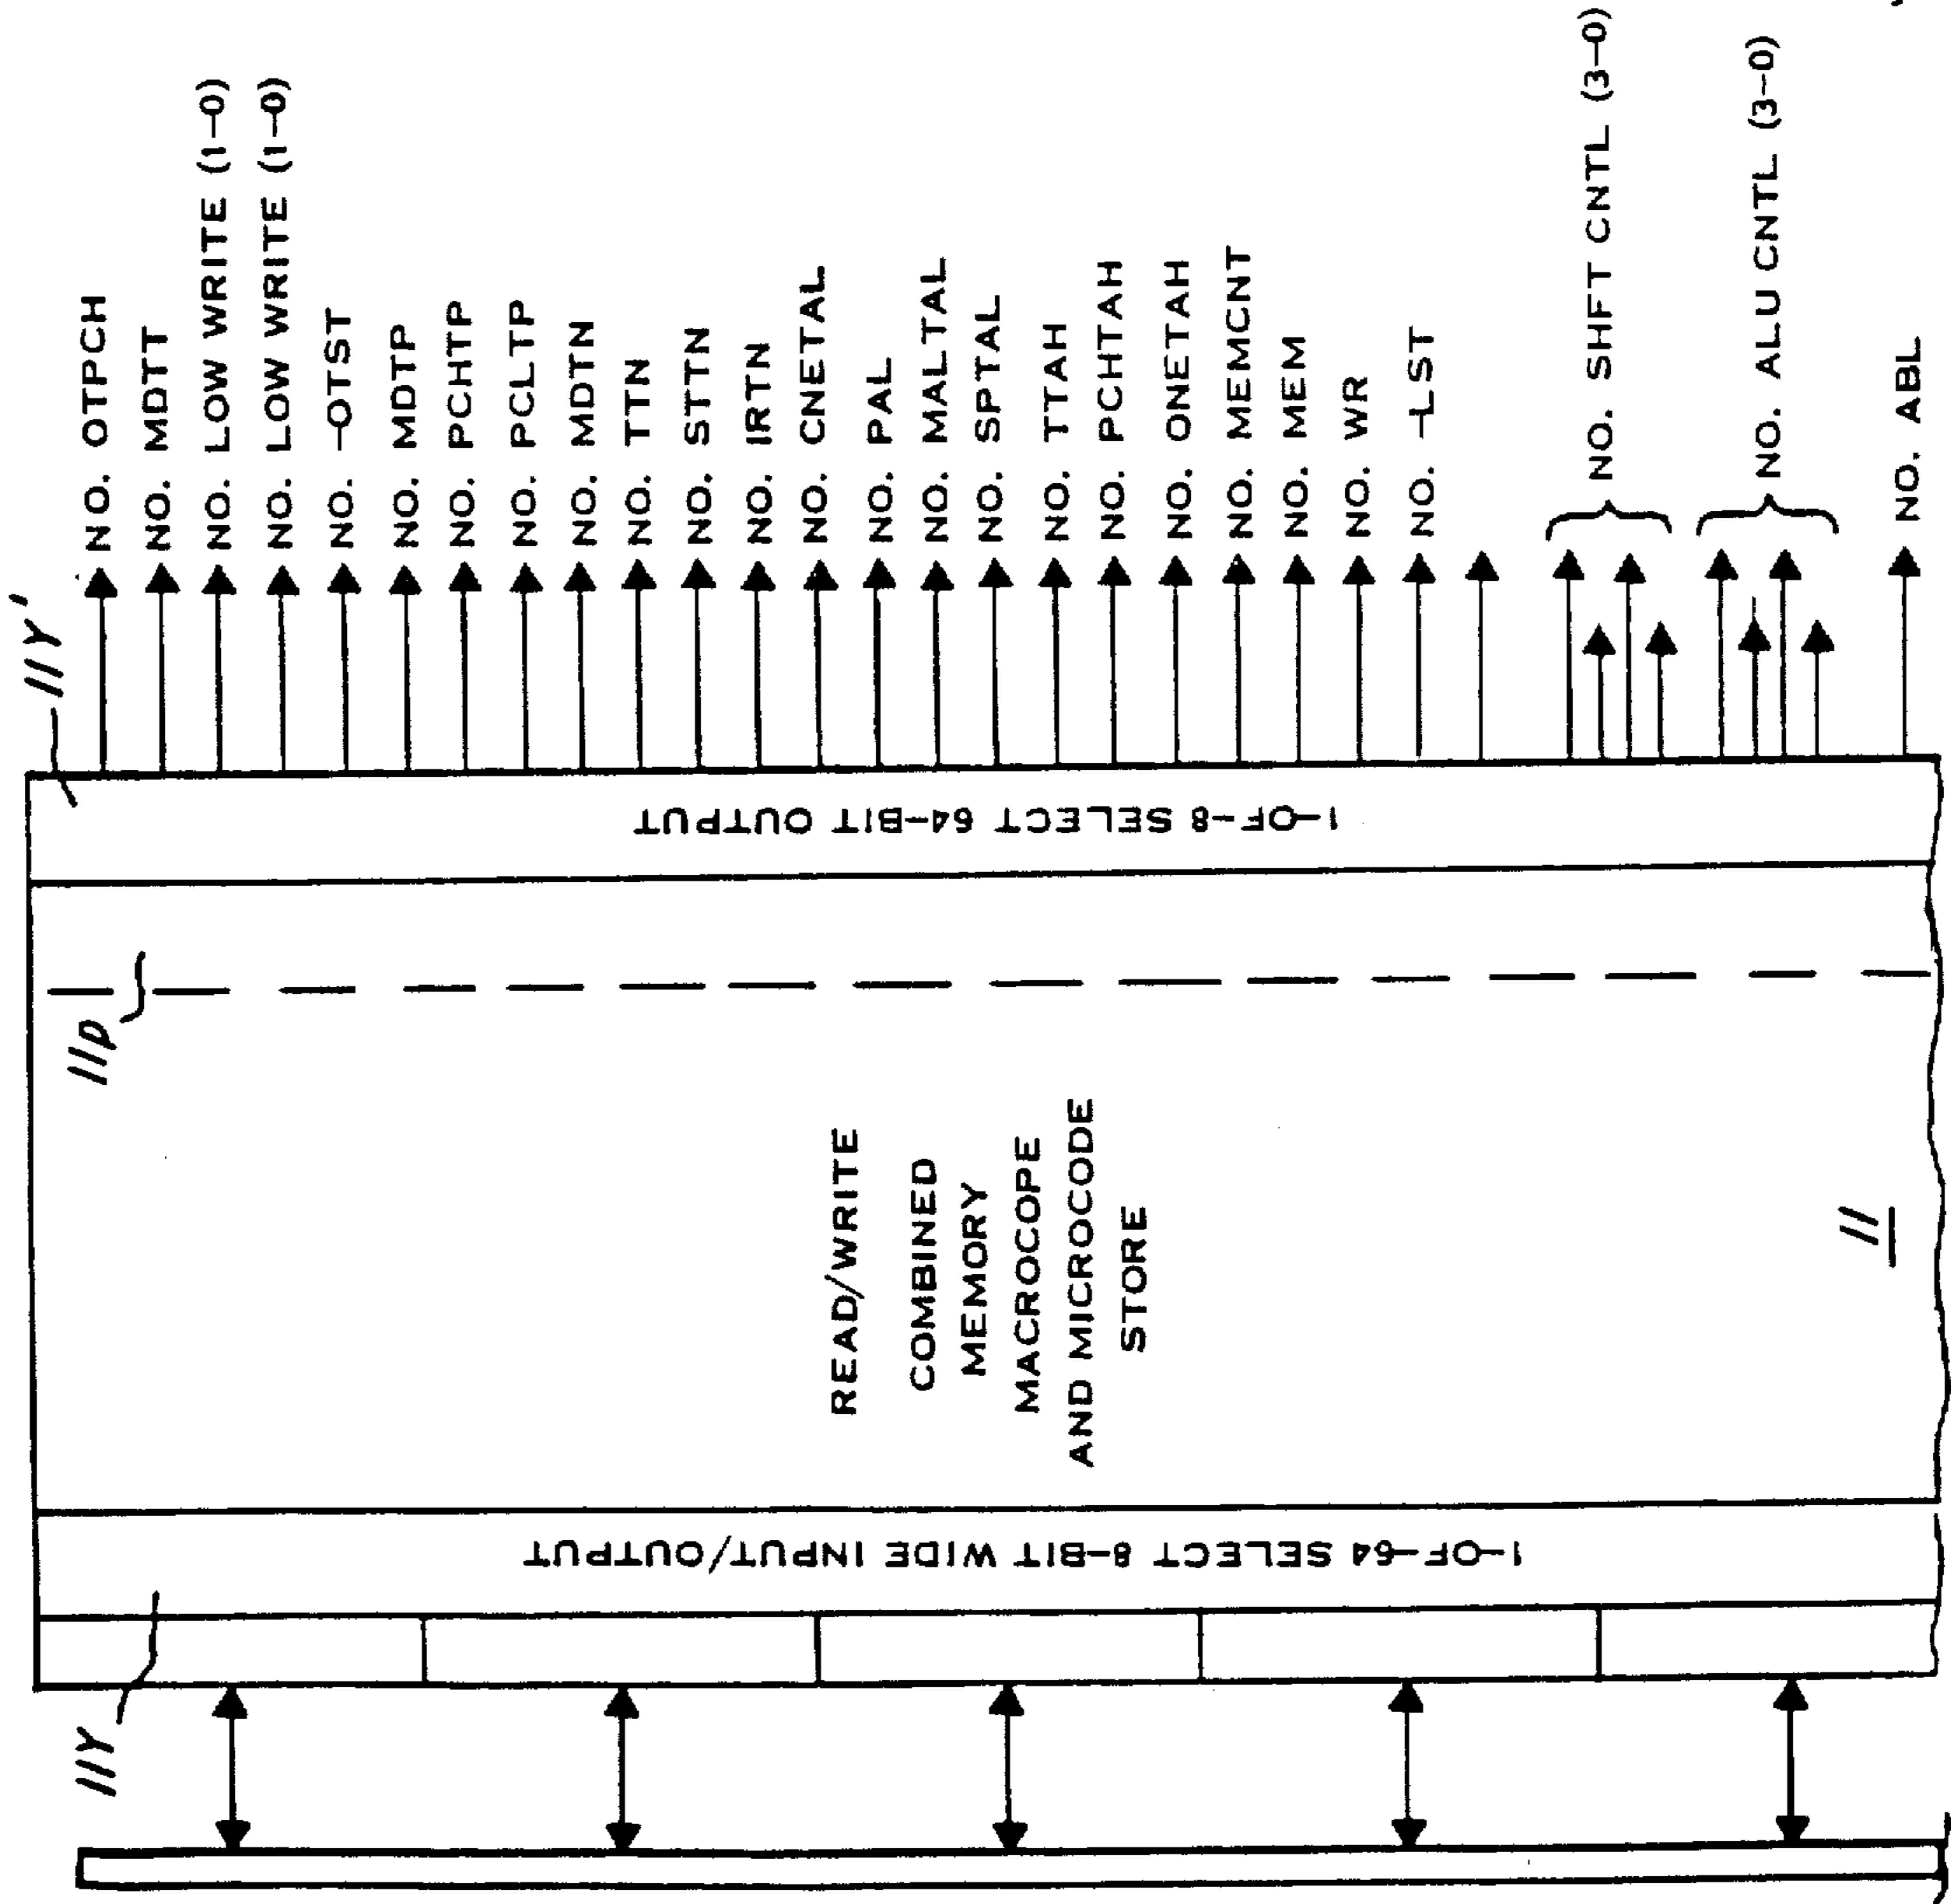 11Y'
NO. OTPCH
NO. MDTT
NO. LOW WRITE (1-0)
NO. LOW WRITE (1-0)
NO. -OTST
NO. MDTP
NO. PCHTP
NO. PCLTP
NO. MDTN
NO. TTN
NO. STTN
NO. IRTN
NO. CNETAL
NO. PAL
NO. MALTAL
NO. SPTAL
NO. TTAH
NO. PCHTAH
NO. ONETAH
NO. MEMCNT
NO. MEM
NO. WR
NO. -LST
NO. SHFT CNTL (3-0)
NO. ALU CNTL (3-0)
NO. ABL
1-OF-8 SELECT 64-BIT OUTPUT
11p
READ/WRITE
COMBINED
MEMORY
MACROCOPE
AND MICROCODE
STORE
11
1-OF-64 SELECT 8-BIT WIDE INPUT/OUTPUT
11Y